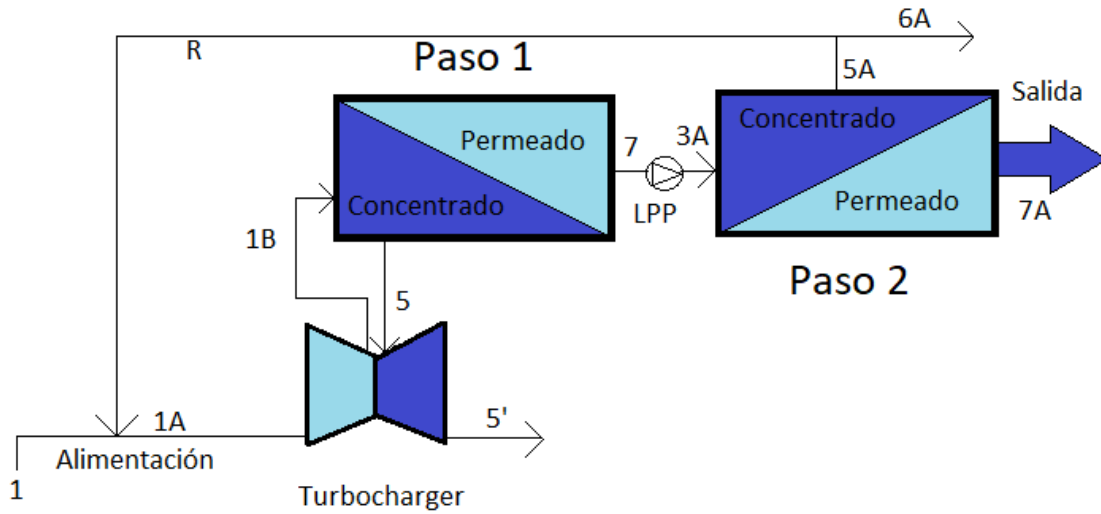 6A
R
Paso 1
5A
Salida
Permeado
7
3A
Concentrado
Concentrado
LPP
Permeado
7A
1B
5
Paso 2
1A
5'
Alimentación
1
Turbocharger